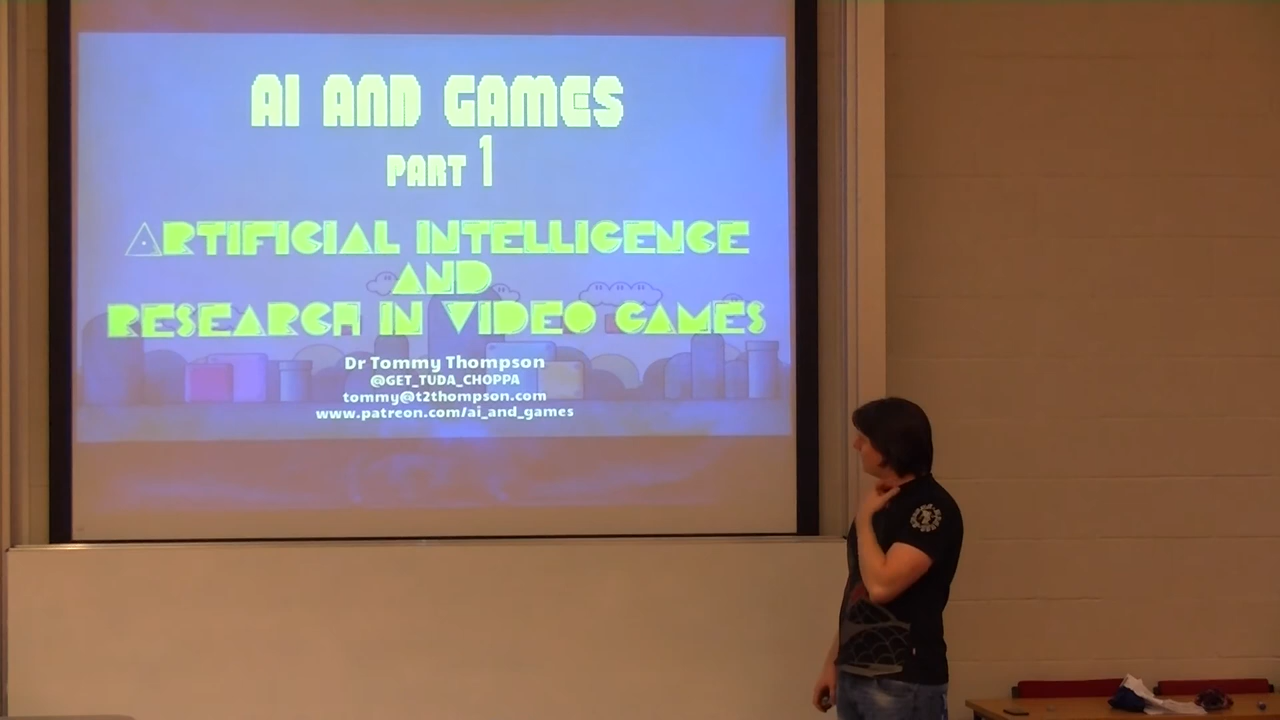 AI AND GAMES
PART 1
ARTIFICIAL INTELLIGENCE
AND
RESEARCH IN VIDEO GAMES
Dr Tommy Thompson
@GET_TUDA_CHOPPA
tommy@t2thompson.com
www.patreon.com/ai_and_games